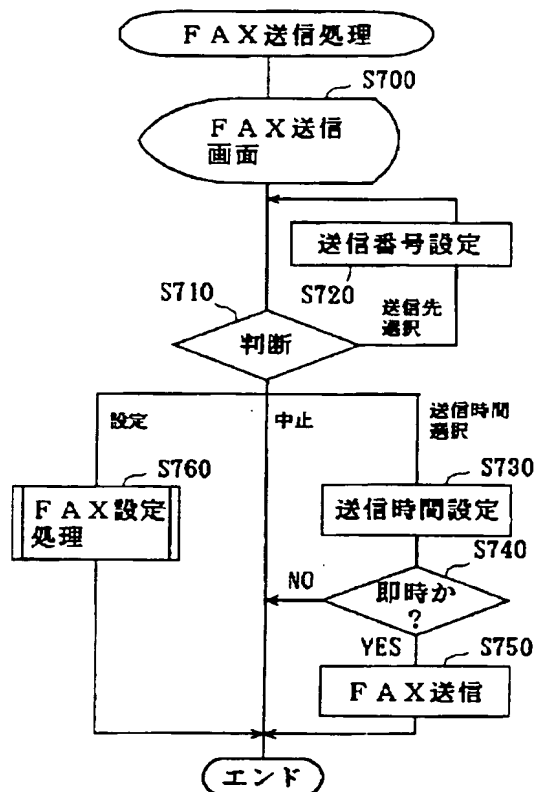 FAX送信処理
S700
FAX送信
画面
送信番号設定
S720
S710
送信先
選択
判断
設定
中止
送信時間
選択
S760
FAX設定
処理
S730
送信時間設定
S740
NO
即時か
?
YES
S750
FAX送信
エンド